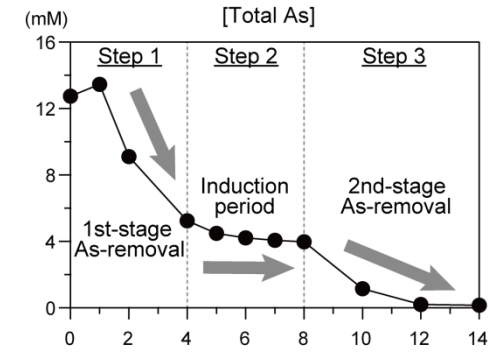 [Total As]
(mM)
16
12
8
4
0
Step 1
Step 2
Step 3
1st-stage
As-removal
Induction
period
2nd-stage
As-removal
0 2 4 6 8 10 12 14